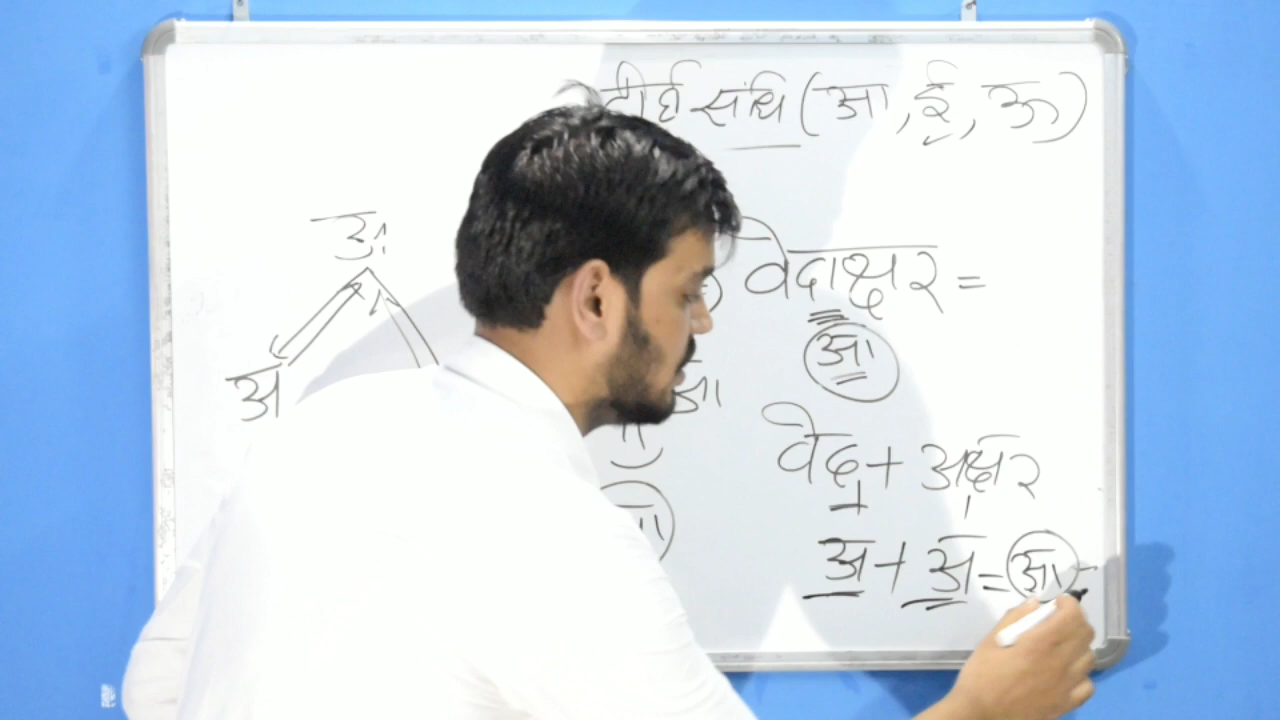 दीर्घ संधि (आ, ई, ऊ)
आ
वेदाक्षर =
अ
आ
वेद + अक्षर
अ + अ = आ =